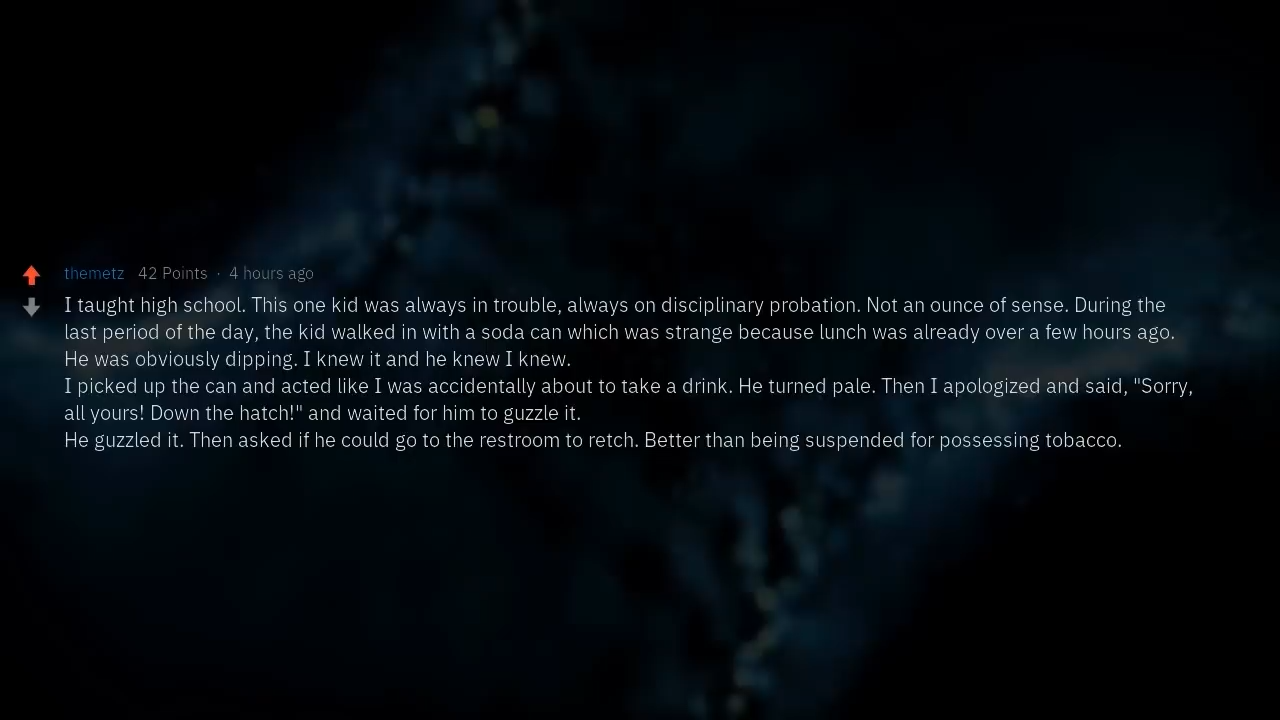 themetz 42 Points · 4 hours ago
I taught high school. This one kid was always in trouble, always on disciplinary probation. Not an ounce of sense. During the
last period of the day, the kid walked in with a soda can which was strange because lunch was already over a few hours ago.
He was obviously dipping. I knew it and he knew I knew.
I picked up the can and acted like I was accidentally about to take a drink. He turned pale. Then I apologized and said, "Sorry,
all yours! Down the hatch!" and waited for him to guzzle it.
He guzzled it. Then asked if he could go to the restroom to retch. Better than being suspended for possessing tobacco.